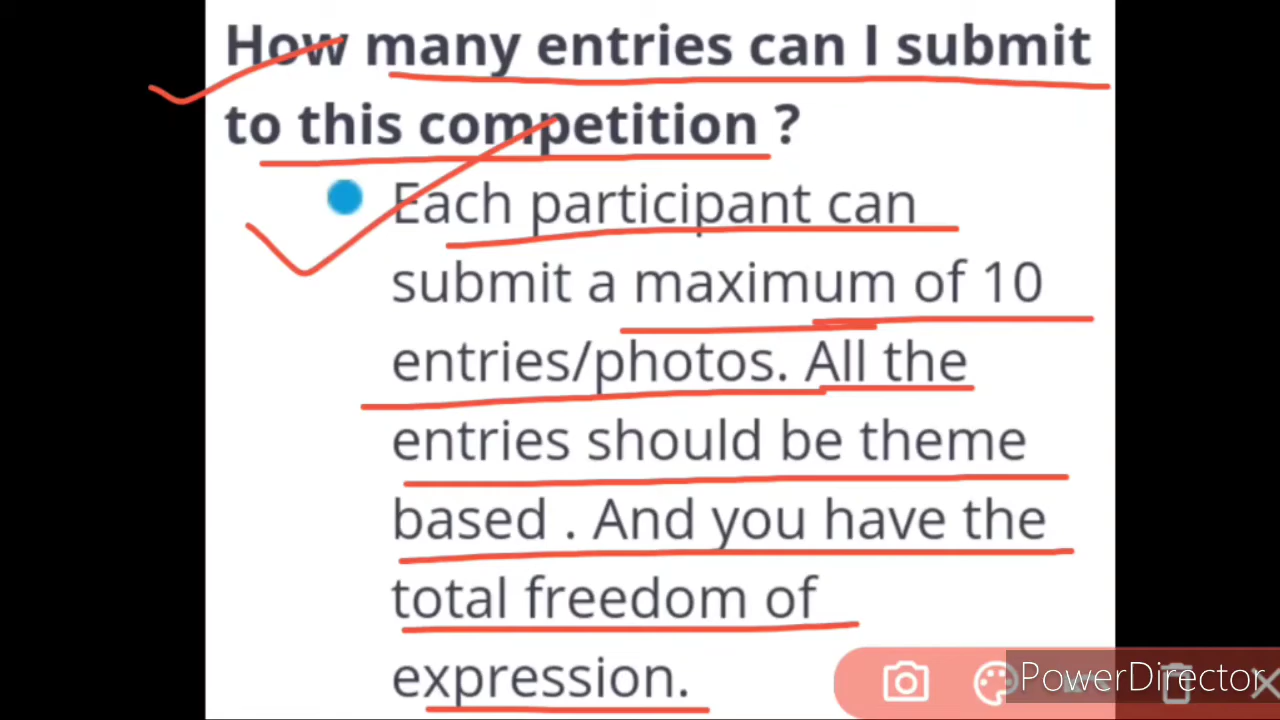 How many entries can I submit
to this competition ?
Each participant can
submit a maximum of 10
entries/photos. All the
entries should be theme
based . And you have the
total freedom of
expression.
PowerDirector